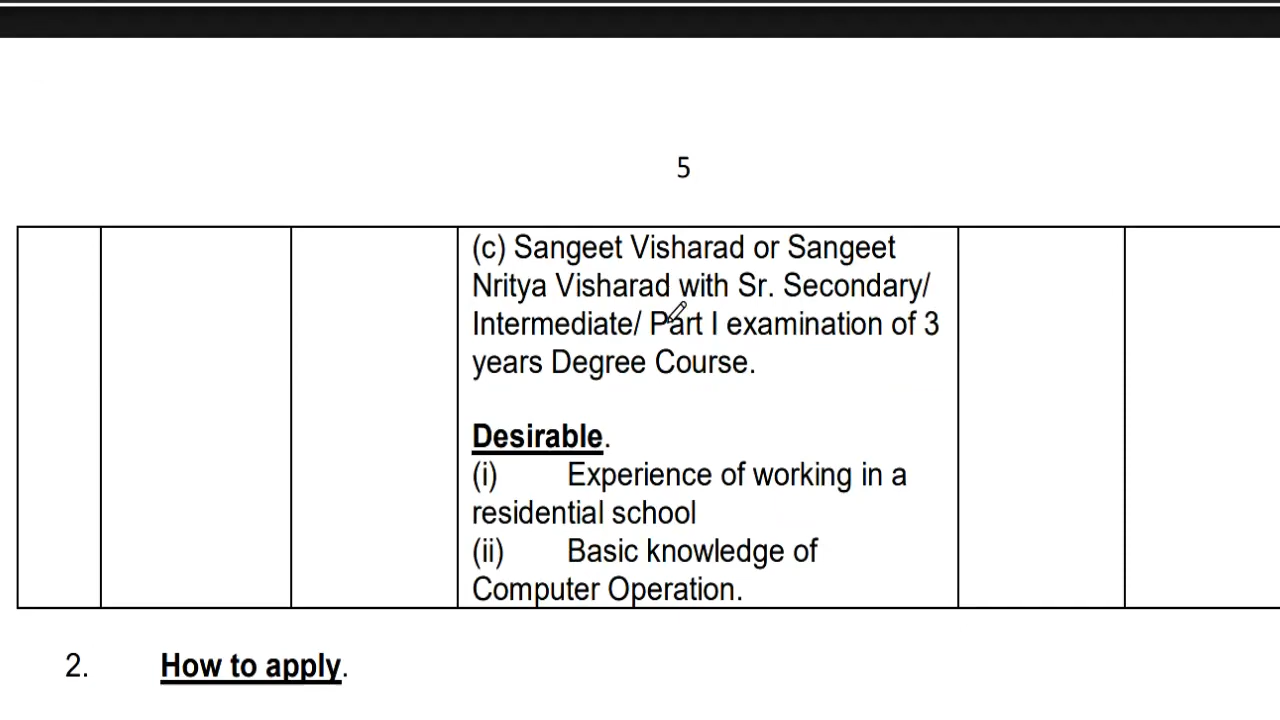 5
(c) Sangeet Visharad or Sangeet
Nritya Visharad with Sr. Secondary/
Intermediate/ Part I examination of 3
years Degree Course.
Desirable.
(i) Experience of working in a
residential school
(ii) Basic knowledge of
Computer Operation.
2. How to apply.